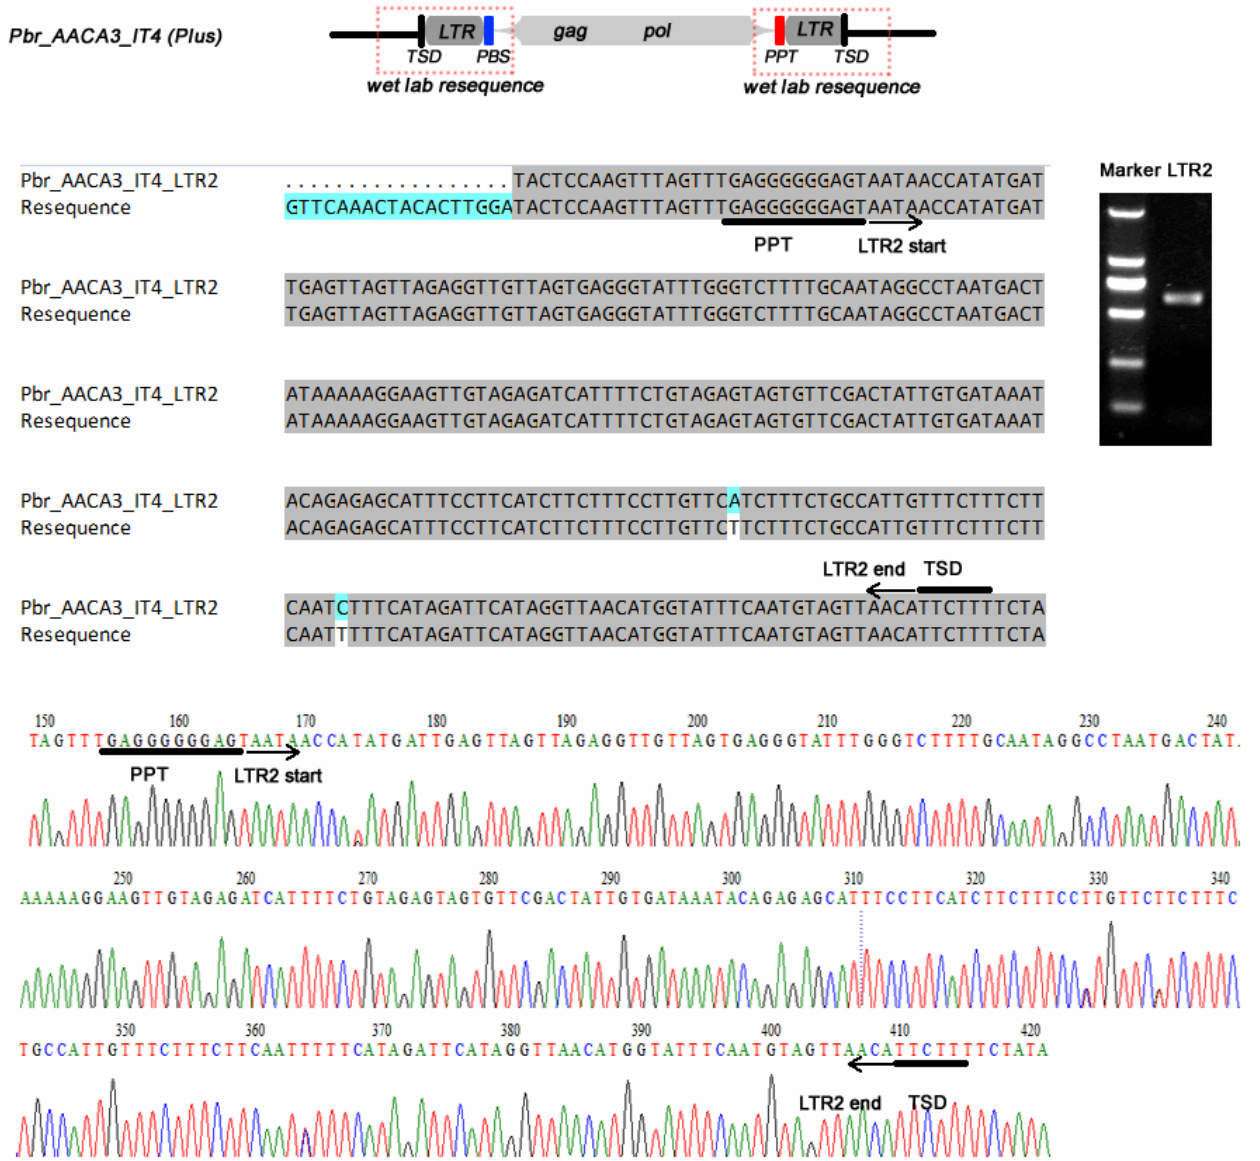 Pbr_AACA3_IT4 (Plus)
LTR gag pol LTR
TSD PBS PPT TSD
wet lab resequence wet lab resequence
Marker LTR2
Pbr_AACA3_IT4_LTR2 ..................TACTCCAAGTTTAGTTTGAGGGGGGAGTAATAACCATATGAT
Resequence GTTCAAACTACACTTGGATACTCCAAGTTTAGTTTGAGGGGGGAGTAATAACCATATGAT
PPT LTR2 start
Pbr_AACA3_IT4_LTR2 TGAGTTAGTTAGAGGTTGTTAGTGAGGGTATTTGGGTCTTTTGCAATAGGCCTAATGACT
Resequence TGAGTTAGTTAGAGGTTGTTAGTGAGGGTATTTGGGTCTTTTGCAATAGGCCTAATGACT
Pbr_AACA3_IT4_LTR2 ATAAAAAGGAAGTTGTAGAGATCATTTTCTGTAGAGTAGTGTTCGACTATTGTGATAAAT
Resequence ATAAAAAGGAAGTTGTAGAGATCATTTTCTGTAGAGTAGTGTTCGACTATTGTGATAAAT
Pbr_AACA3_IT4_LTR2 ACAGAGAGCATTTCCTTCATCTTCTTTCCTTGTTCATCTTTCTGCCATTGTTTCTTTCTT
Resequence ACAGAGAGCATTTCCTTCATCTTCTTTCCTTGTTCTTCTTTCTGCCATTGTTTCTTTCTT
LTR2 end TSD
Pbr_AACA3_IT4_LTR2 CAATCTTTCATAGATTCATAGGTTAACATGGTATTTCAATGTAGTTAACATTCTTTTCTA
Resequence CAATTTTTCATAGATTCATAGGTTAACATGGTATTTCAATGTAGTTAACATTCTTTTCTA
150 160 170 180 190 200 210 220 230 240
TAGTTTGAGGGGGGAGTAATAACCATATGATTGAGTTAGTTAGAGGTTGTTAGTGAGGGTATTTGGGTCTTTTGCAATAGGCCTAATGACTAT.
PPT LTR2 start
250 260 270 280 290 300 310 320 330 340
AAAAAGGAAGTTGTAGAGATCATTTTCTGTAGAGTAGTGTTCGACTATTGTGATAAATACAGAGAGCATTTCCTTCATCTTCTTTCCTTGTTCTTCTTTC
350 360 370 380 390 400 410 420
TGCCATTGTTTCTTTCTTCAATTTTTCATAGATTCATAGGTTAACATGGTATTTCAATGTAGTTAACATTCTTTTCTATA
LTR2 end TSD